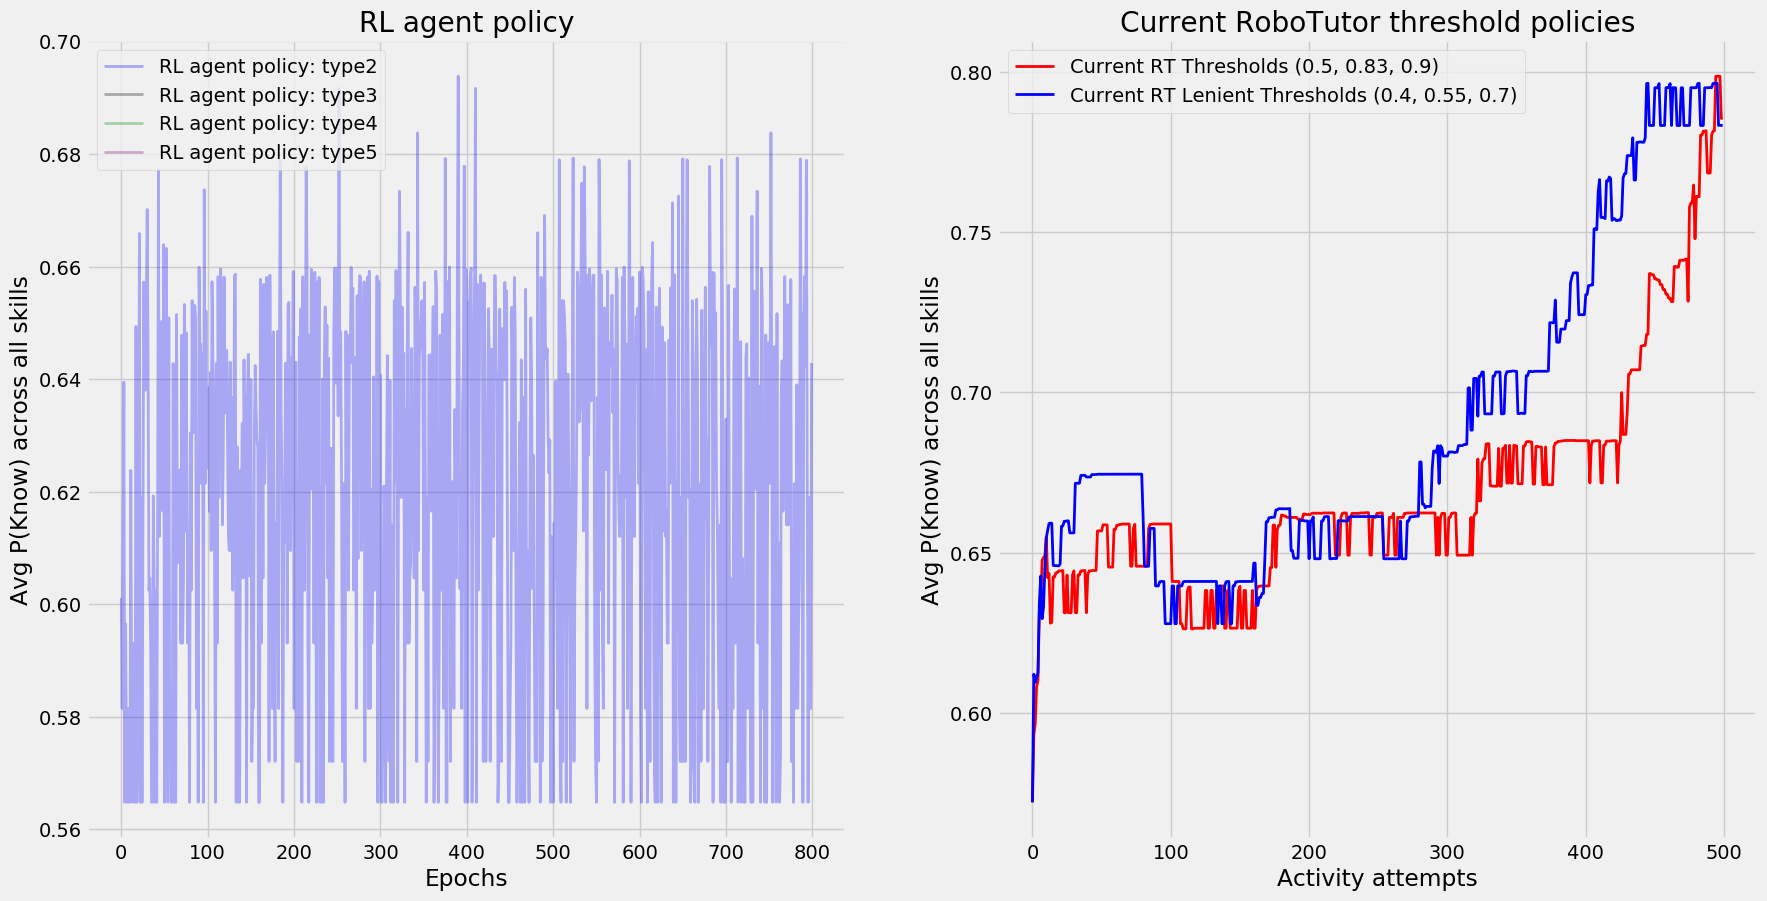 RL agent policy
Avg P(Know) across all skills
0.70
0.68
0.66
0.64
0.62
0.60
0.58
0.56
RL agent policy: type2
RL agent policy: type3
RL agent policy: type4
RL agent policy: type5
0 100 200 300 400 500 600 700 800
Epochs
Current RoboTutor threshold policies
Avg P(Know) across all skills
0.80
0.75
0.70
0.65
0.60
Current RT Thresholds (0.5, 0.83, 0.9)
Current RT Lenient Thresholds (0.4, 0.55, 0.7)
0 100 200 300 400 500
Activity attempts